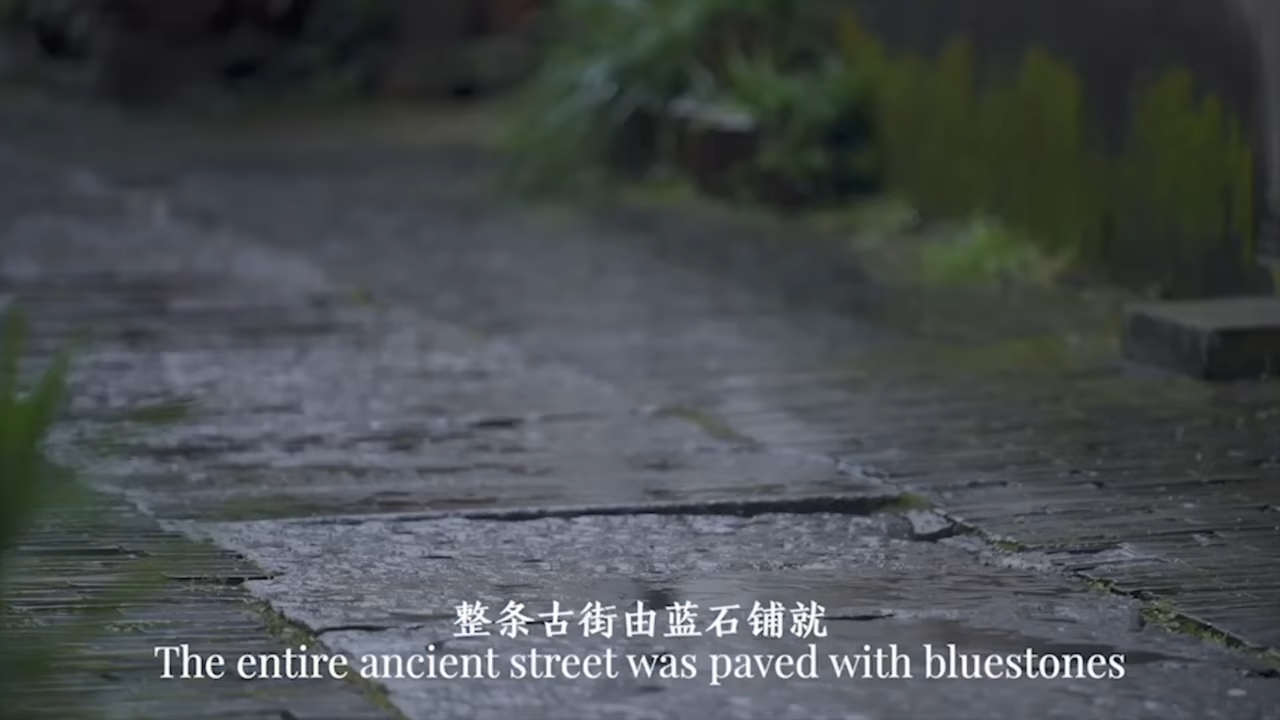 整条古街由蓝石铺就
The entire ancient street was paved with bluestones